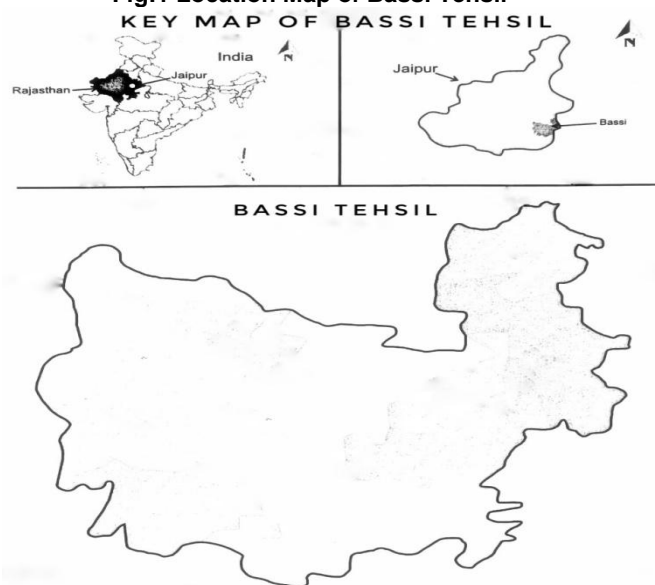 Fig.1 Location Map of Bassi Tehsil
KEY MAP OF BASSI TEHSIL
India
N
Rajasthan
Jaipur
N
Jaipur
Bassi
BASSI TEHSIL